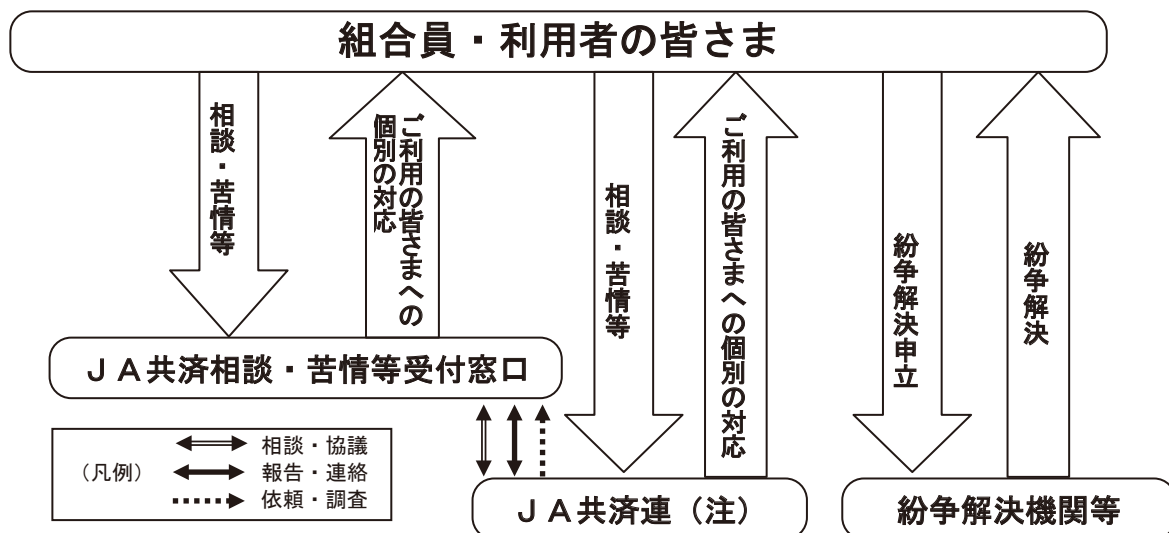 組合員・利用者の皆さま
相談・苦情等
ご利用の皆さまへの
個別の対応
相談・苦情等
ご利用の皆さまへの個別の対応
紛争解決申立
紛争解決
ＪＡ共済相談・苦情等受付窓口
（凡例）
相談・協議
報告・連絡
依頼・調査
ＪＡ共済連（注）
紛争解決機関等